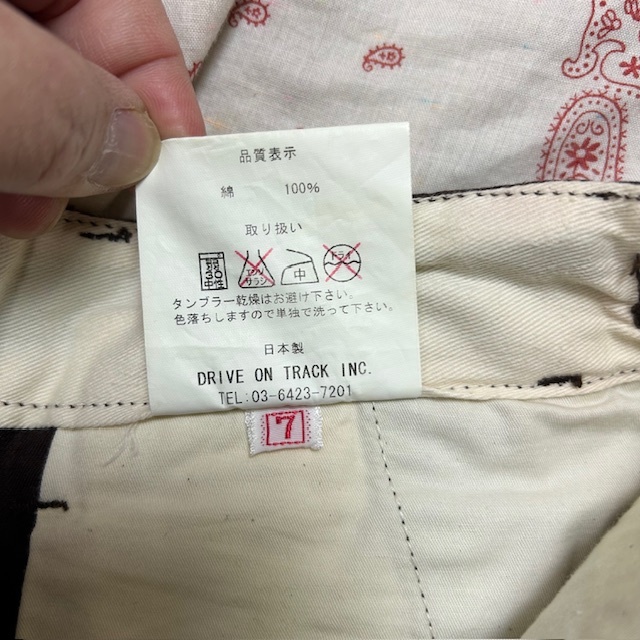 品質表示
綿 100%
取り扱い
弱 30 中性 エンソ サラシ 中 ドライ
タンブラー乾燥はお避け下さい。
色落ちしますので単独で洗って下さい。
日本製
DRIVE ON TRACK INC.
TEL:03-6423-7201
7